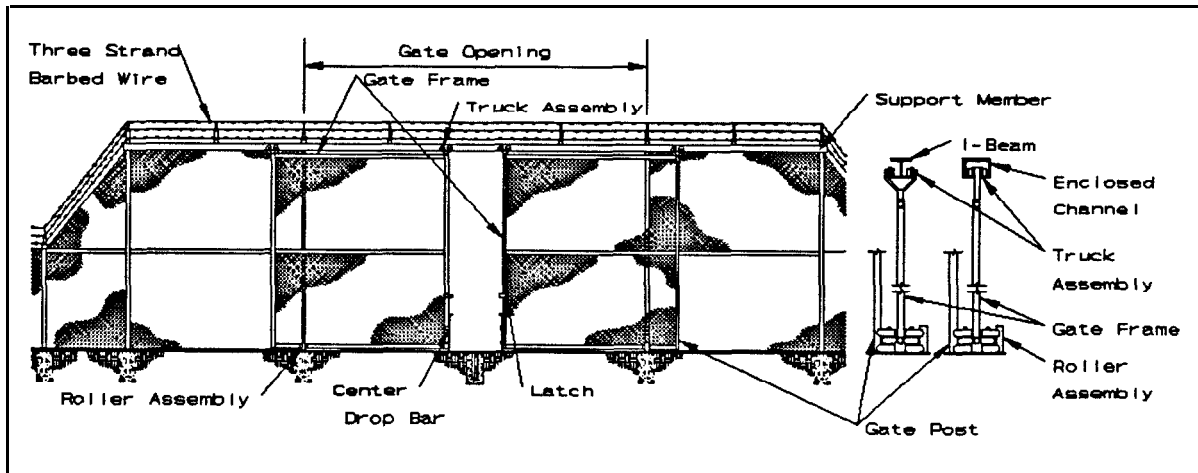 Three Strand
Barbed Wire
Gate Opening
Gate Frame
Truck Assembly
Support Member
I-Beam
Enclosed
Channel
Truck
Assembly
Gate Frame
Roller
Assembly
Roller Assembly
Center
Drop Bar
Latch
Gate Post